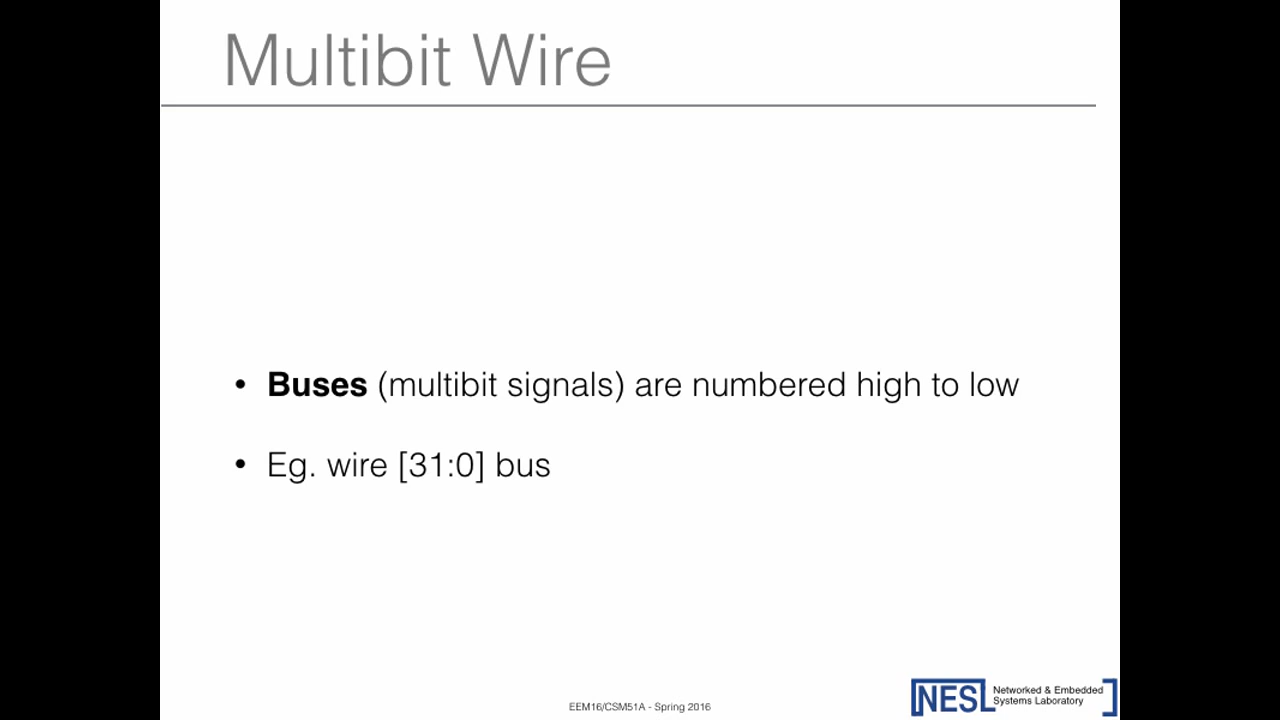 Multibit Wire
• Buses (multibit signals) are numbered high to low
• Eg. wire [31:0] bus
EEM16/CSM51A - Spring 2016
NESL
Networked & Embedded
Systems Laboratory